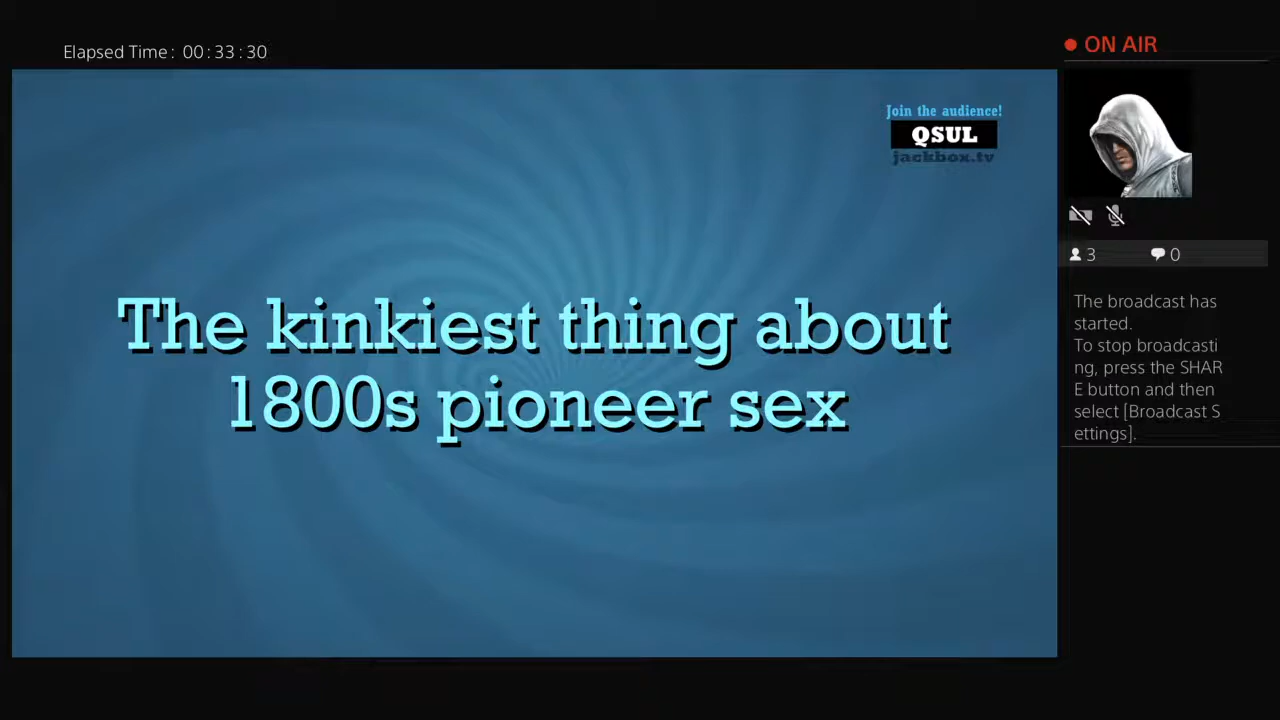 Elapsed Time: 00:33:30
ON AIR
Join the audience!
QSUL
jackbox.tv
The kinkiest thing about
1800s pioneer sex
3
0
The broadcast has
started.
To stop broadcasti
ng, press the SHAR
E button and then
select [Broadcast S
ettings].